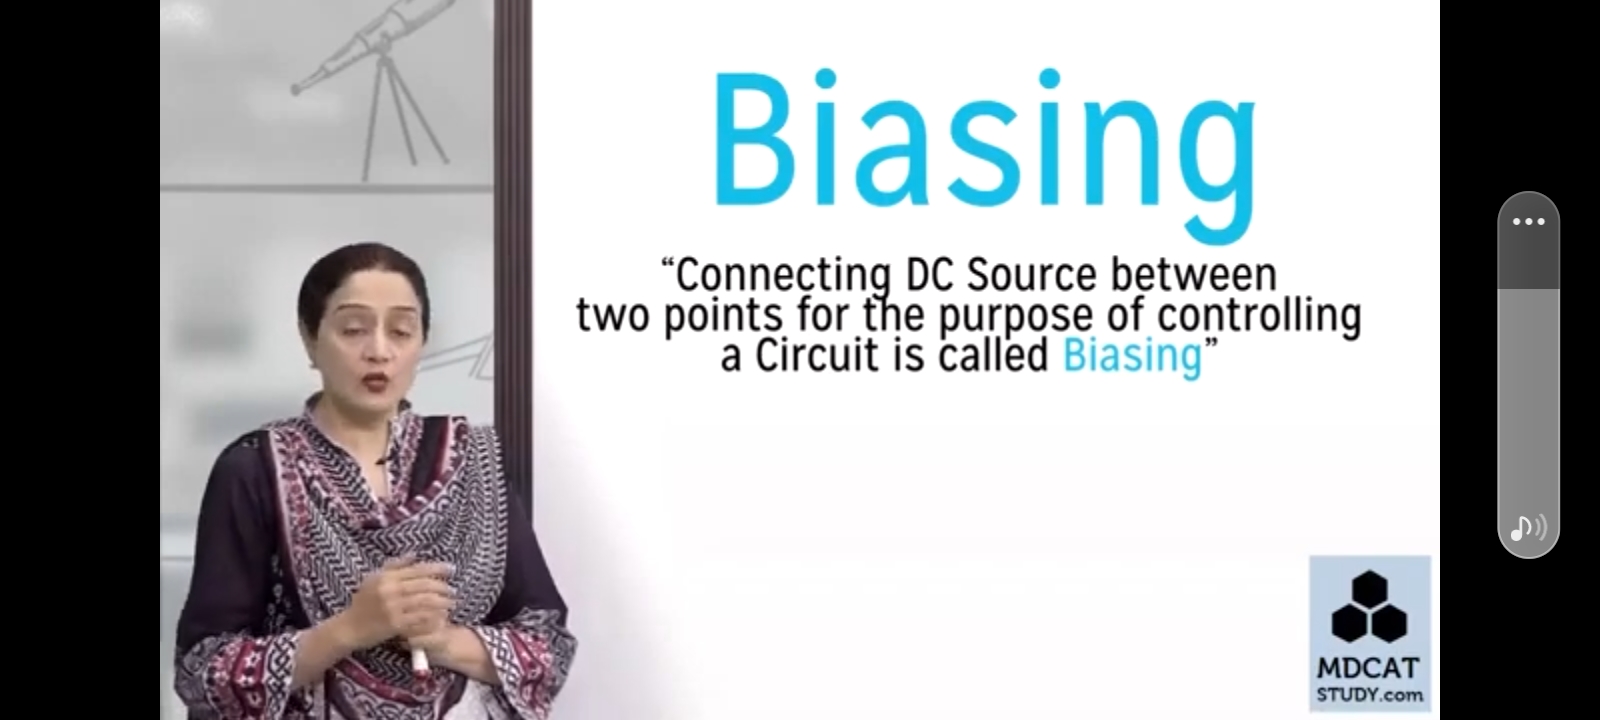 Biasing
“Connecting DC Source between
two points for the purpose of controlling
a Circuit is called Biasing”
MDCAT
STUDY.com